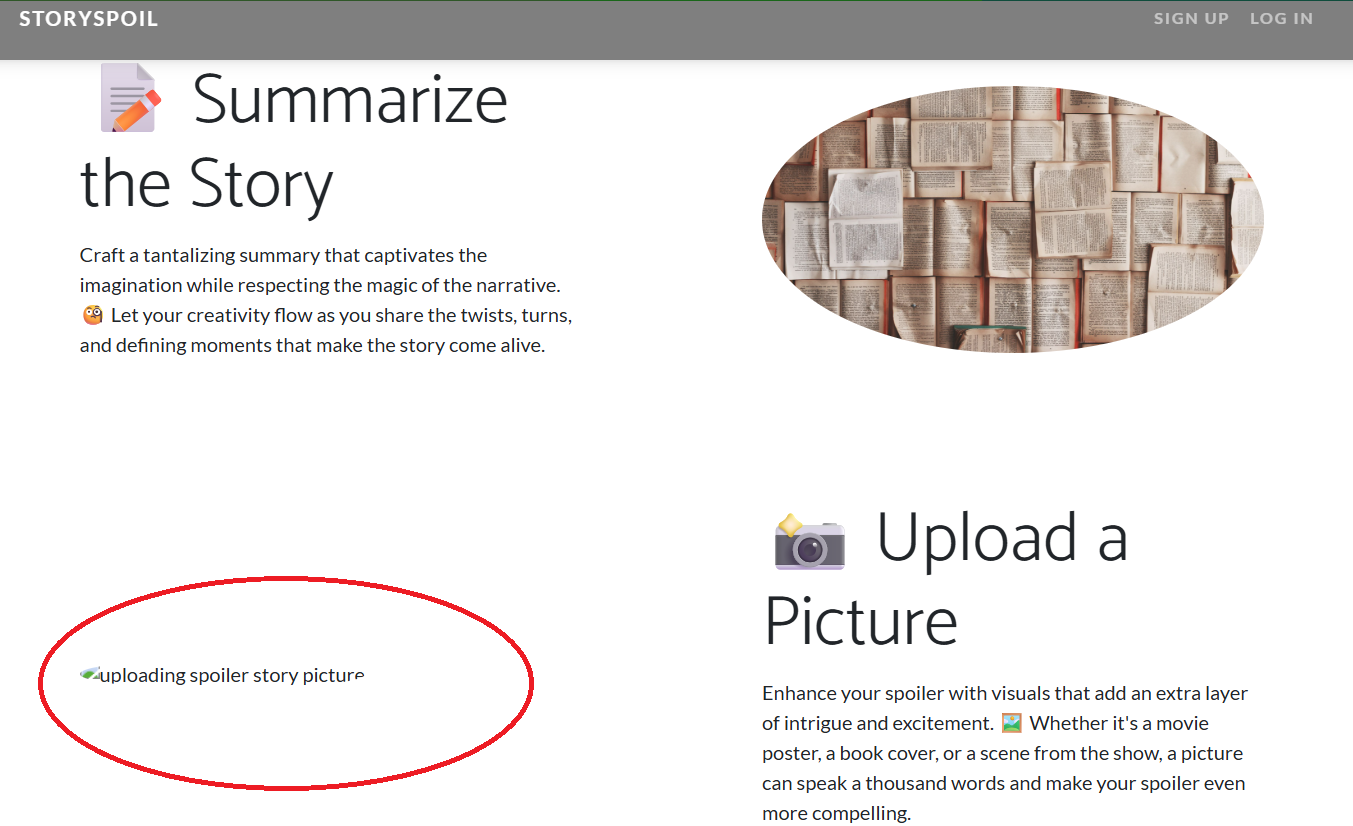 STORYSPOIL
SIGN UP LOG IN
Summarize
the Story
Craft a tantalizing summary that captivates the
imagination while respecting the magic of the narrative.
🧐 Let your creativity flow as you share the twists, turns,
and defining moments that make the story come alive.
uploading spoiler story picture
Upload a
Picture
Enhance your spoiler with visuals that add an extra layer
of intrigue and excitement. 🖼️ Whether it's a movie
poster, a book cover, or a scene from the show, a picture
can speak a thousand words and make your spoiler even
more compelling.